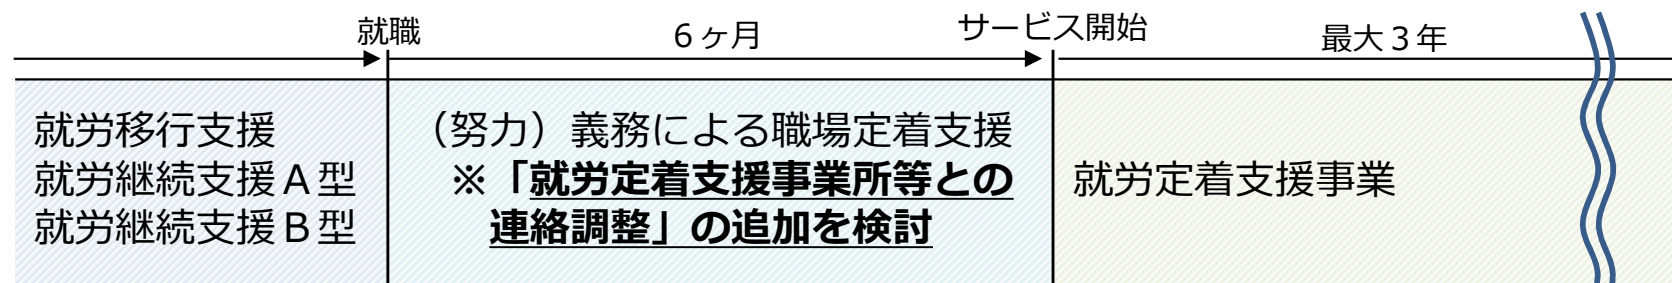 就職
6ヶ月
サービス開始
最大3年
就労移行支援
就労継続支援A型
就労継続支援B型
（努力）義務による職場定着支援
※「就労定着支援事業所等との
連絡調整」の追加を検討
就労定着支援事業